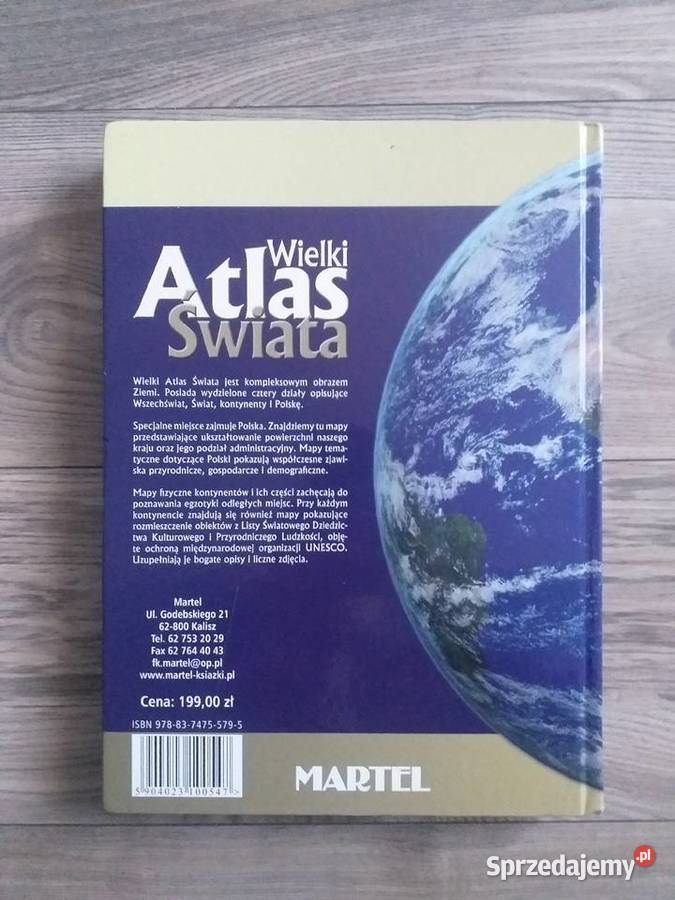 Wielki
Atlas
Świata
Wielki Atlas Świata jest kompleksowym obrazem
Ziemi. Posiada wydzielone cztery działy opisujące
Wszechświat, Świat, kontynenty i Polskę.
Specjalne miejsce zajmuje Polska. Znajdziemy tu mapy
przedstawiające ukształtowanie powierzchni naszego
kraju oraz jego podział administracyjny. Mapy tema-
tyczne dotyczące Polski pokazują współczesne zjawi-
ska przyrodnicze, gospodarcze i demograficzne.
Mapy fizyczne kontynentów i ich części zachęcają do
poznawania egzotyki odległych miejsc. Przy każdym
kontynencie znajdują się również mapy pokazujące
rozmieszczenie obiektów z Listy Światowego Dziedzic-
twa Kulturowego i Przyrodniczego Ludzkości, obję-
te ochroną międzynarodowej organizacji UNESCO.
Uzupełniają je bogate opisy i liczne zdjęcia.
Martel
Ul. Godebskiego 21
62-800 Kalisz
Tel. 62 753 20 29
Fax 62 764 40 43
fk.martel@op.pl
www.martel-ksiazki.pl
Cena: 199,00 zł
ISBN 978-83-7475-579-5
5 904023 100547 >
MARTEL
Sprzedajemy.pl